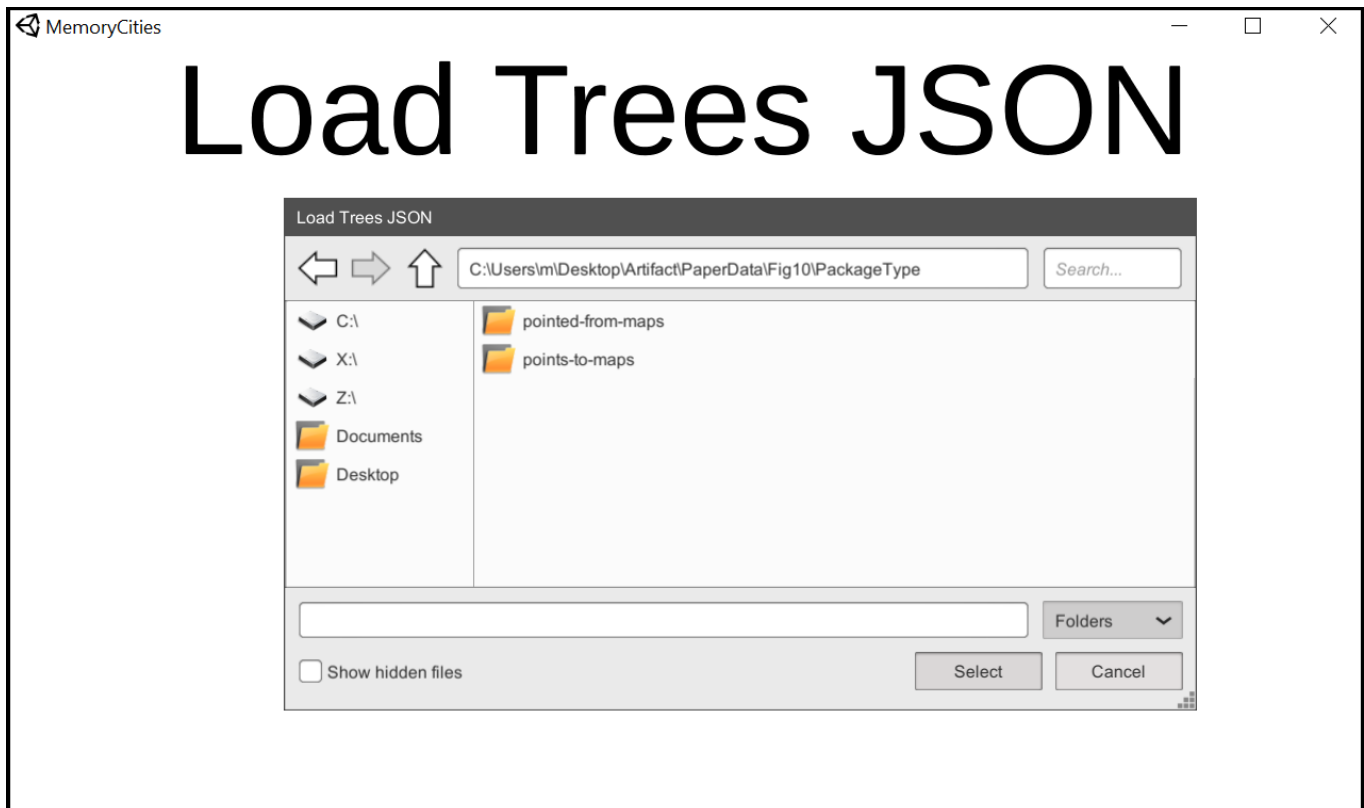 MemoryCities
Load Trees JSON
Load Trees JSON
C:\Users\m\Desktop\Artifact\PaperData\Fig10\PackageType
Search...
C:\
X:\
Z:\
Documents
Desktop
pointed-from-maps
points-to-maps
Folders
Show hidden files
Select
Cancel